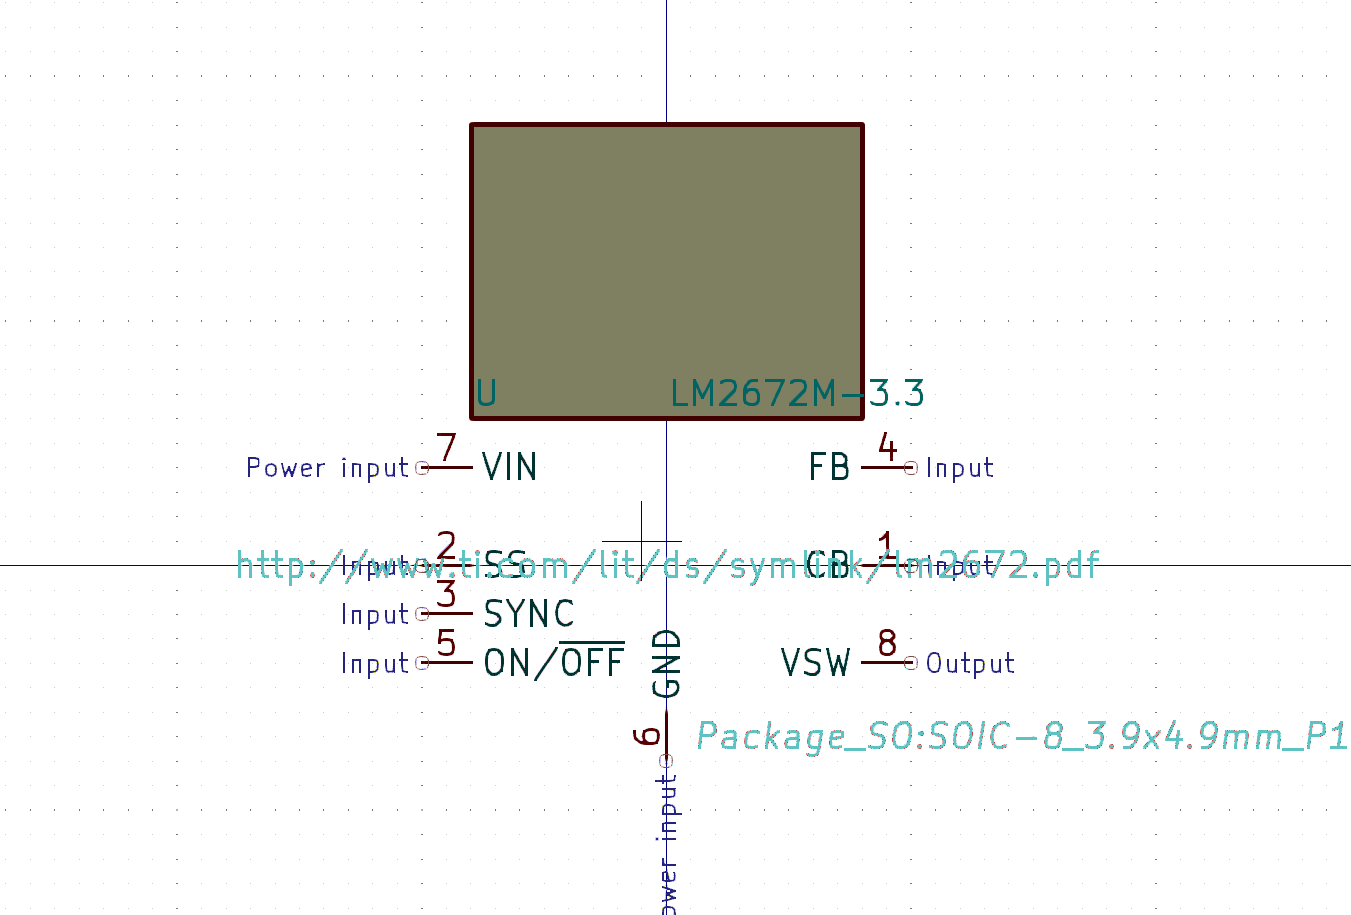 U LM2672M-3.3
7 4
Power input VIN FB Input
2 1
Input SS CB Input
http://www.ti.com/lit/ds/symlink/lm2672.pdf
3
Input SYNC
5 8
Input ON/OFF VSW Output
GND
6 Package_SO:SOIC-8_3.9x4.9mm_P1
ower input